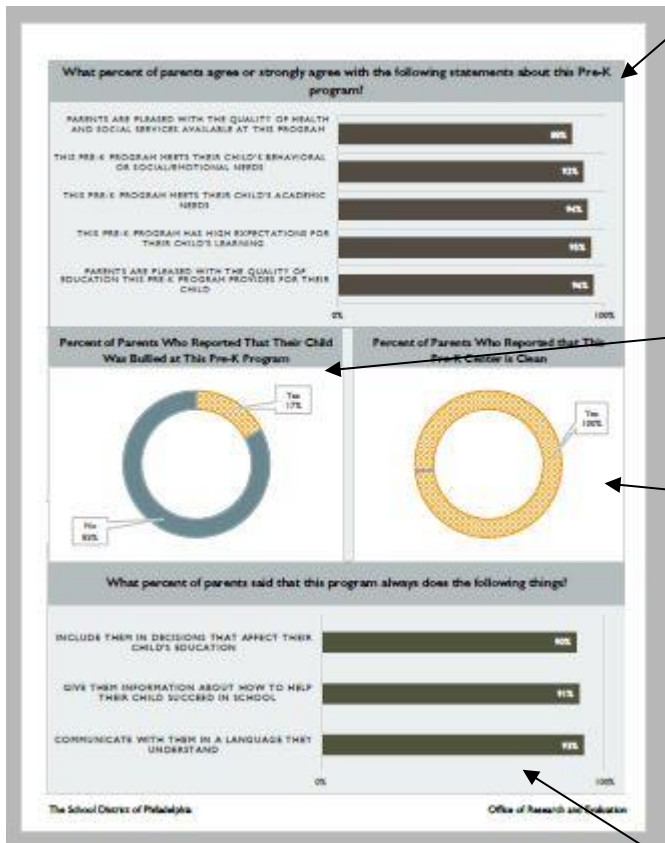 What percent of parents agree or strongly agree with the following statements about this Pre-K
program?
PARENTS ARE PLEASED WITH THE QUALITY OF HEALTH
AND SOCIAL SERVICES AVAILABLE AT THIS PROGRAM
THIS PRE-K PROGRAM MEETS THEIR CHILD'S BEHAVIORAL
OR SOCIAL/EMOTIONAL NEEDS
92%
THIS PRE-K PROGRAM MEETS THEIR CHILD'S ACADEMIC
NEEDS
94%
THIS PRE-K PROGRAM HAS HIGH EXPECTATIONS FOR
THEIR CHILD'S LEARNING
95%
PARENTS ARE PLEASED WITH THE QUALITY OF
EDUCATION THIS PRE-K PROGRAM PROVIDES FOR THEIR
CHILD
96%
0%
100%
Percent of Parents Who Reported That Their Child
Was Bullied at This Pre-K Program
Yes
17%
No
83%
Percent of Parents Who Reported that This
Pre-K Center is Clean
Yes
100%
What percent of parents said that this program always does the following things?
INCLUDE THEM IN DECISIONS THAT AFFECT THEIR
CHILD'S EDUCATION
90%
GIVE THEM INFORMATION ABOUT HOW TO HELP
THEIR CHILD SUCCEED IN SCHOOL
91%
COMMUNICATE WITH THEM IN A LANGUAGE THEY
UNDERSTAND
93%
0%
100%
The School District of Philadelphia
Office of Research and Evaluation